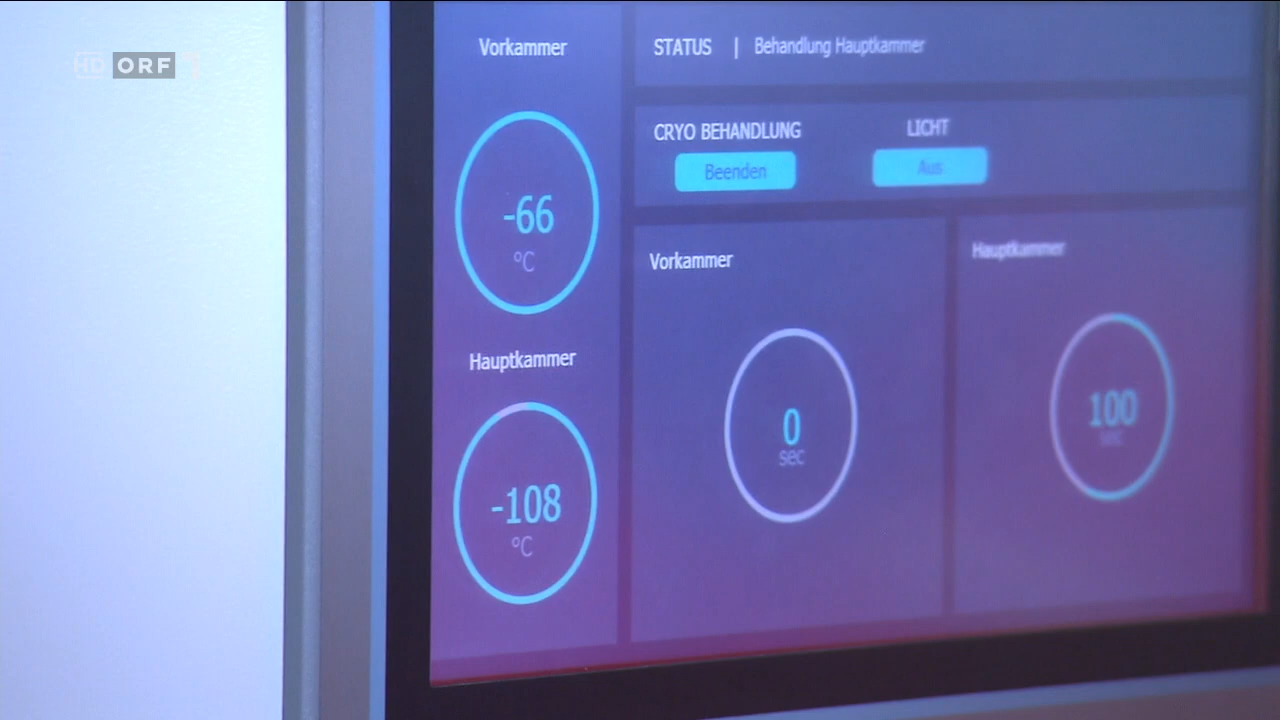 HD ORF 1
Vorkammer
-66
°C
Hauptkammer
-108
°C
STATUS | Behandlung Hauptkammer
CRYO BEHANDLUNG
Beenden
LICHT
Aus
Vorkammer
0
sec
Hauptkammer
100
sec